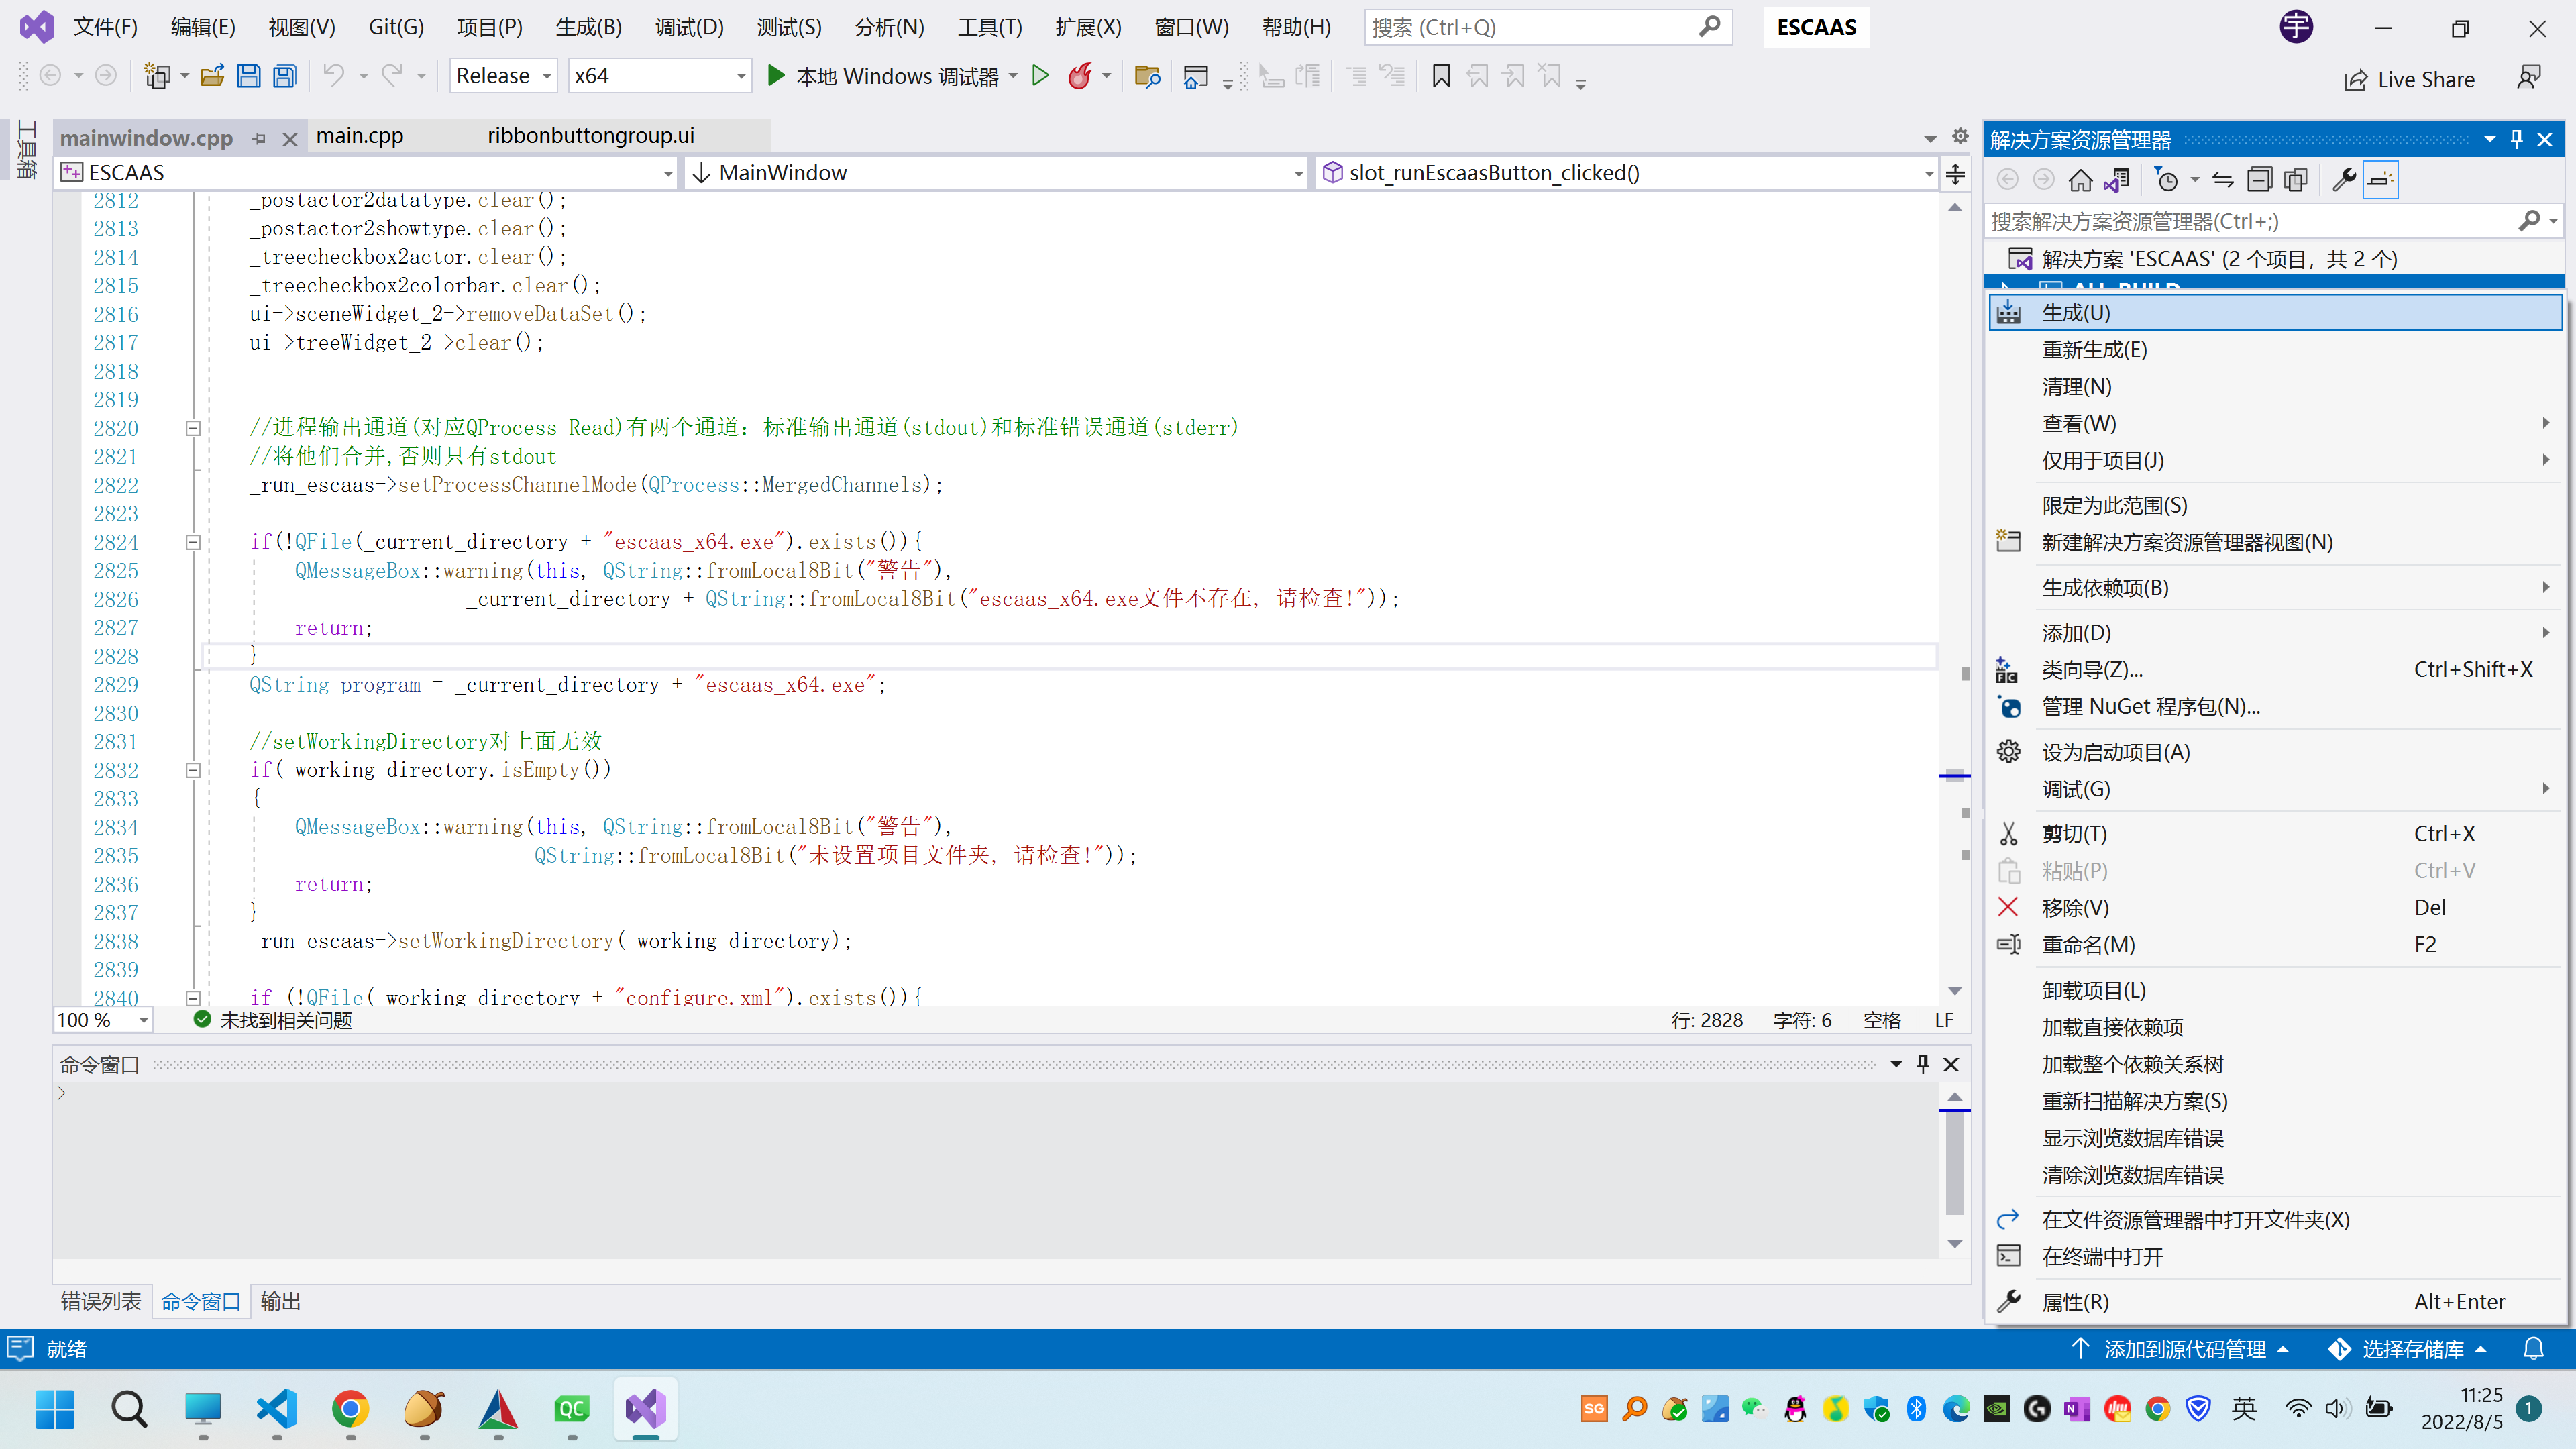 文件(F) 编辑(E) 视图(V) Git(G) 项目(P) 生成(B) 调试(D) 测试(S) 分析(N) 工具(T) 扩展(X) 窗口(W) 帮助(H) 搜索 (Ctrl+Q) ESCAAS 宇
Release x64 本地 Windows 调试器 Live Share
工具箱
mainwindow.cpp main.cpp ribbonbuttongroup.ui
ESCAAS MainWindow slot_runEscaasButton_clicked()
2812 _postactor2datatype.clear();
2813 _postactor2showtype.clear();
2814 _treecheckbox2actor.clear();
2815 _treecheckbox2colorbar.clear();
2816 ui->sceneWidget_2->removeDataSet();
2817 ui->treeWidget_2->clear();
2818
2819
2820 //进程输出通道(对应QProcess Read)有两个通道：标准输出通道(stdout)和标准错误通道(stderr)
2821 //将他们合并,否则只有stdout
2822 _run_escaas->setProcessChannelMode(QProcess::MergedChannels);
2823
2824 if(!QFile(_current_directory + "escaas_x64.exe").exists()){
2825 QMessageBox::warning(this, QString::fromLocal8Bit("警告"),
2826 _current_directory + QString::fromLocal8Bit("escaas_x64.exe文件不存在, 请检查!"));
2827 return;
2828 }
2829 QString program = _current_directory + "escaas_x64.exe";
2830
2831 //setWorkingDirectory对上面无效
2832 if(_working_directory.isEmpty())
2833 {
2834 QMessageBox::warning(this, QString::fromLocal8Bit("警告"),
2835 QString::fromLocal8Bit("未设置项目文件夹, 请检查!"));
2836 return;
2837 }
2838 _run_escaas->setWorkingDirectory(_working_directory);
2839
2840 if (!QFile(_working_directory + "configure.xml").exists()){
100 % 未找到相关问题 行: 2828 字符: 6 空格 LF
命令窗口
>
错误列表 命令窗口 输出
解决方案资源管理器
搜索解决方案资源管理器(Ctrl+;)
解决方案 'ESCAAS' (2 个项目，共 2 个)
ALL_BUILD
生成(U)
重新生成(E)
清理(N)
查看(W)
仅用于项目(J)
限定为此范围(S)
新建解决方案资源管理器视图(N)
生成依赖项(B)
添加(D)
类向导(Z)... Ctrl+Shift+X
管理 NuGet 程序包(N)...
设为启动项目(A)
调试(G)
剪切(T) Ctrl+X
粘贴(P) Ctrl+V
移除(V) Del
重命名(M) F2
卸载项目(L)
加载直接依赖项
加载整个依赖关系树
重新扫描解决方案(S)
显示浏览数据库错误
清除浏览数据库错误
在文件资源管理器中打开文件夹(X)
在终端中打开
属性(R) Alt+Enter
就绪 添加到源代码管理 选择存储库
QC SG 英 11:25
2022/8/5 1